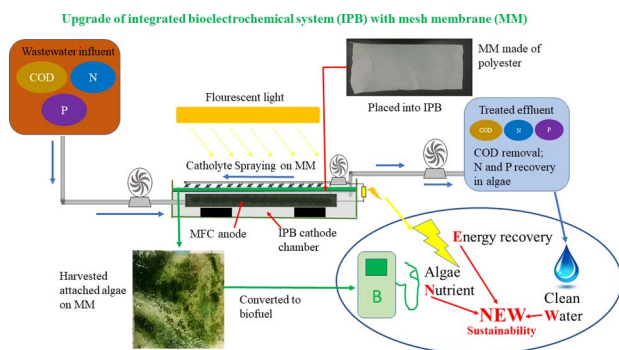 Upgrade of integrated bioelectrochemical system (IPB) with mesh membrane (MM)
Wastewater influent
COD
N
P
Flourescent light
Catholyte Spraying on MM
MM made of
polyester
Placed into IPB
Treated effluent
COD
N
P
COD removal;
N and P recovery
in algae
MFC anode
IPB cathode
chamber
Harvested
attached algae
on MM
Converted to
biofuel
B
Energy recovery
Algae
Nutrient
NEW
Sustainability
Clean
Water